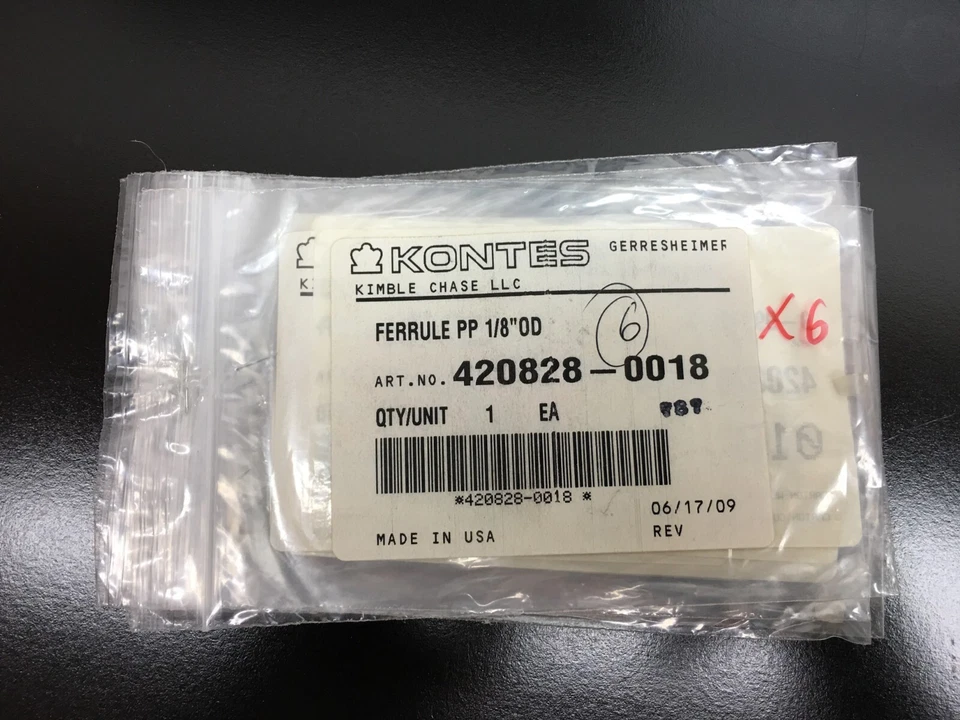 KONTES GERRESHEIMER
KIMBLE CHASE LLC
K
6
FERRULE PP 1/8"OD
X6
ART.NO. 420828-0018
QTY/UNIT 1 EA
*420828-0018 *
06/17/09
MADE IN USA
REV